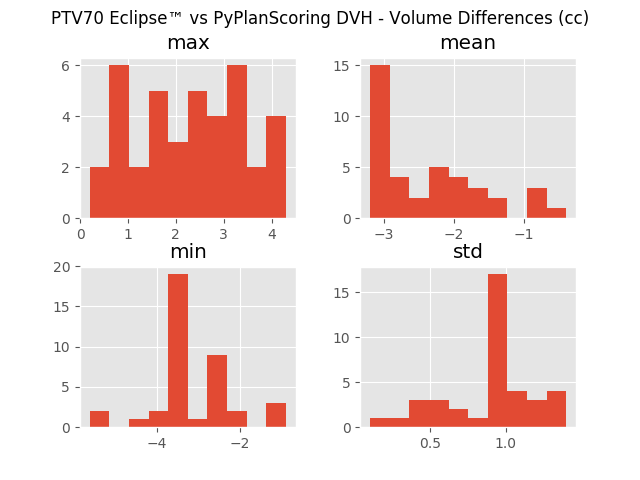 PTV70 Eclipse™ vs PyPlanScoring DVH - Volume Differences (cc)
max
mean
6
4
2
0
0 1 2 3 4
15
10
5
0
−3 −2 −1
min
std
20
15
10
5
0
−4 −2
15
10
5
0
0.5 1.0